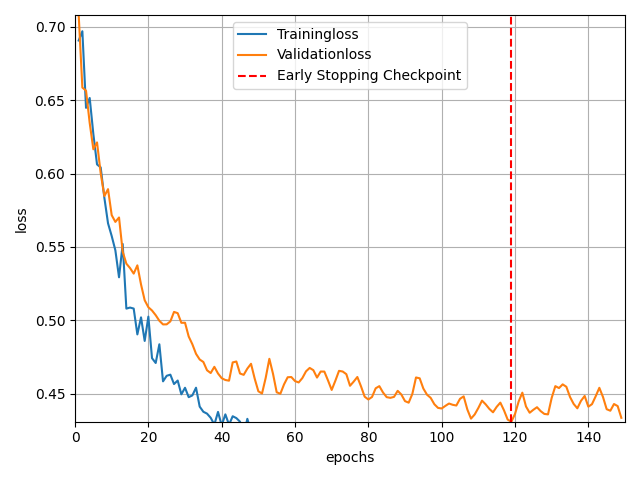 Trainingloss
Validationloss
Early Stopping Checkpoint
0.70
0.65
0.60
0.55
0.50
0.45
loss
0 20 40 60 80 100 120 140
epochs